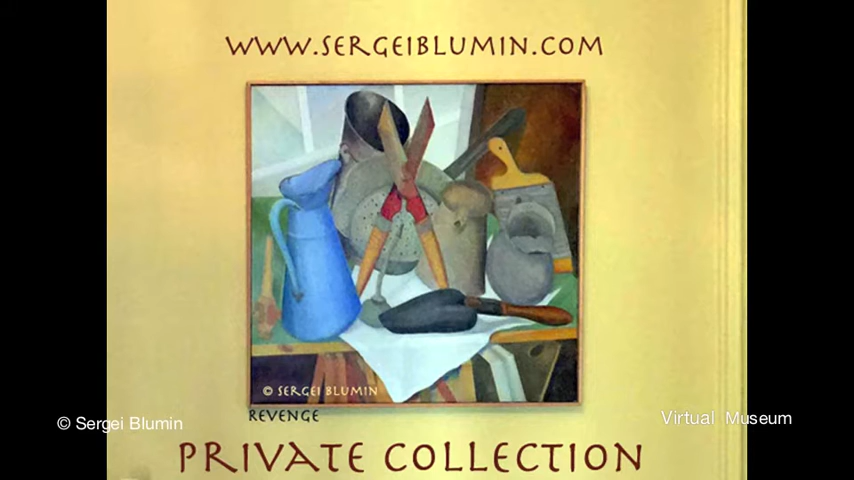 WWW.SERGEIBLUMIN.COM
© SERGEI BLUMIN
REVENGE
© Sergei Blumin
Virtual Museum
PRIVATE COLLECTION